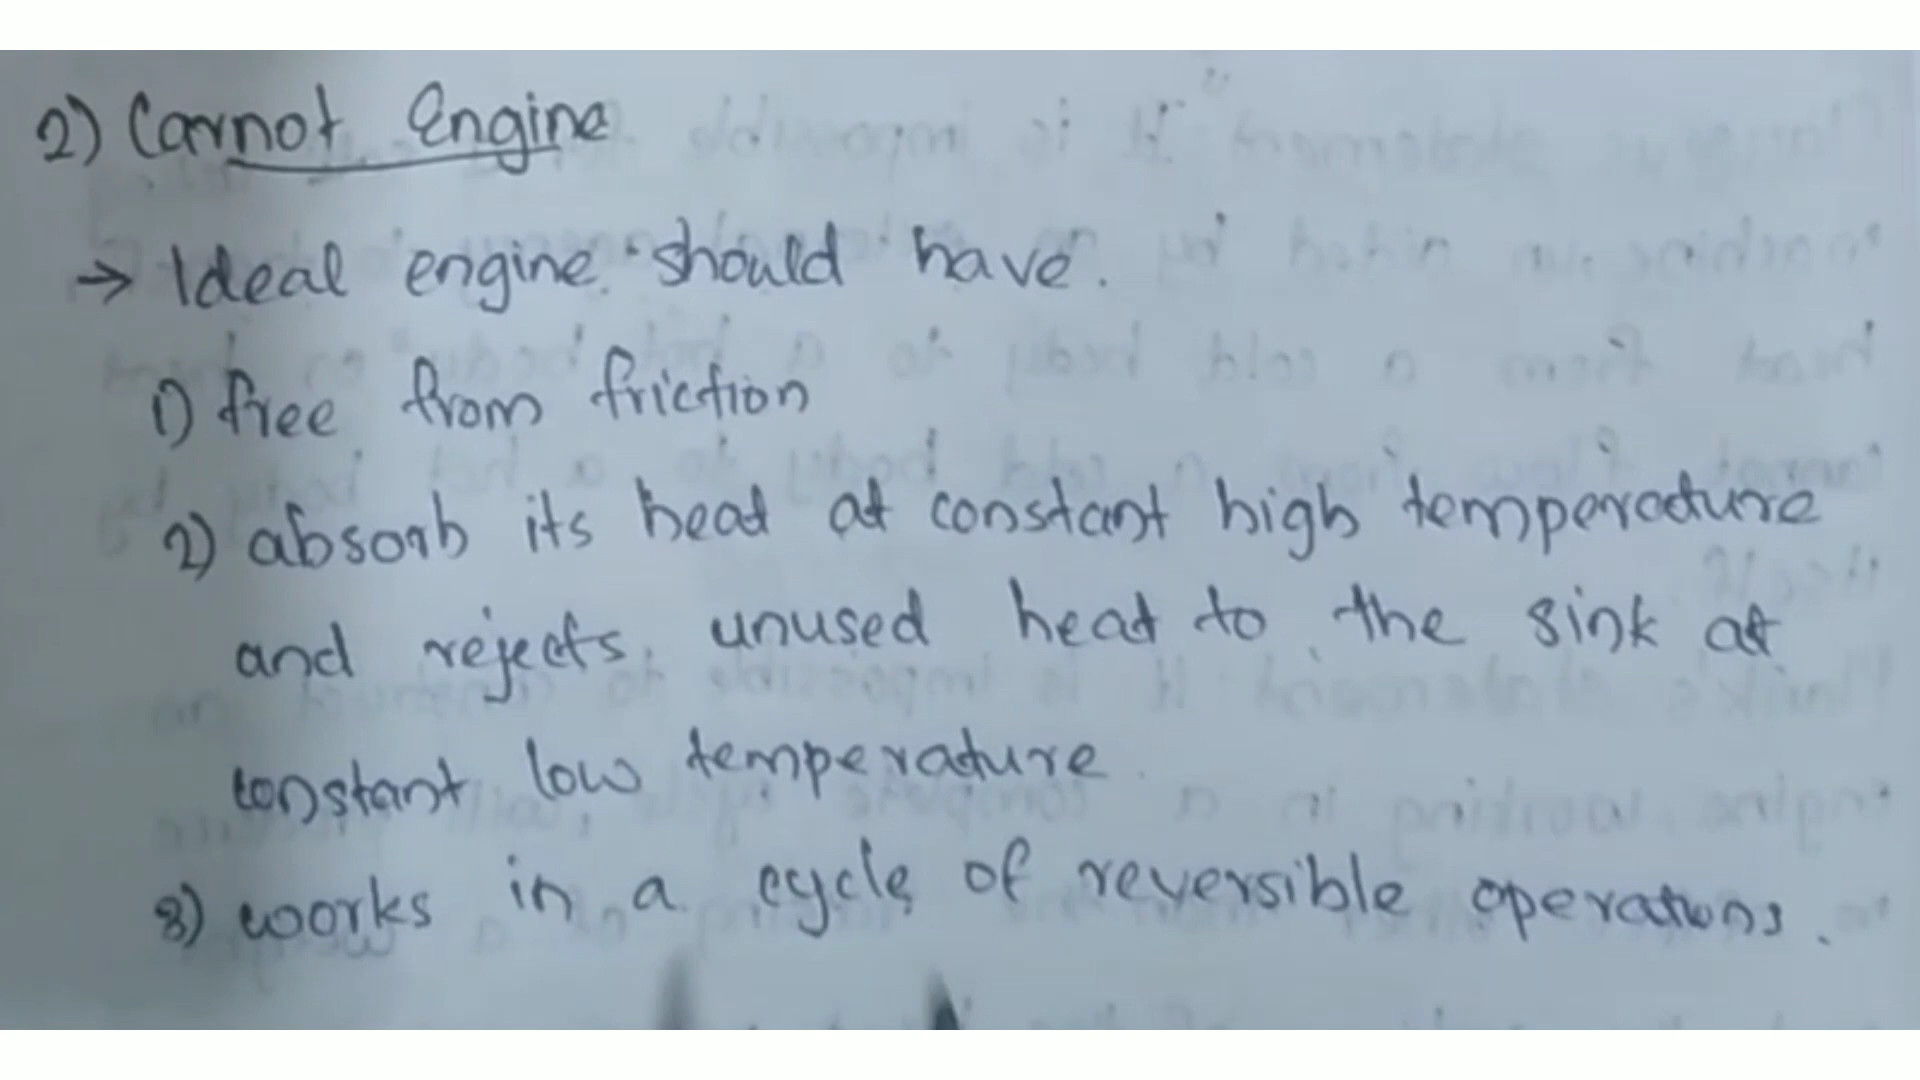 2) Carnot Engine
→ Ideal engine should have.
1) free from friction
2) absorb its heat at constant high temperature
and rejects unused heat to the sink at
constant low temperature
3) works in a cycle of reversible operations.